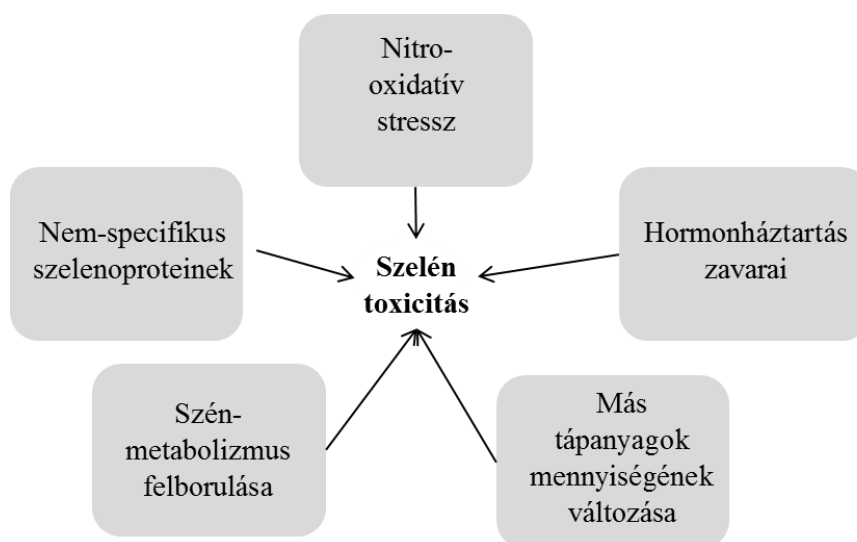 Nitro-
oxidatív
stressz
Nem-specifikus
szelenoproteinek
Szelén
toxicitás
Hormonháztartás
zavarai
Szén-
metabolizmus
felborulása
Más
tápanyagok
mennyiségének
változása